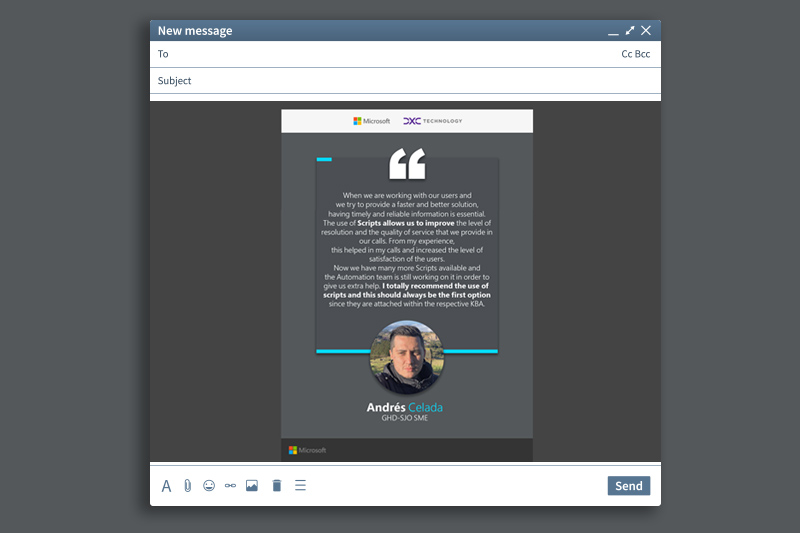 New message
To
Cc Bcc
Subject
Microsoft
DXC TECHNOLOGY
When we are working with our users and
we try to provide a faster and better solution,
having timely and reliable information is essential.
The use of Scripts allows us to improve the level of
resolution and the quality of service that we provide in
our calls. From my experience,
this helped in my calls and increased the level of
satisfaction of the users.
Now we have many more Scripts available and
the Automation team is still working on it in order to
give us extra help. I totally recommend the use of
scripts and this should always be the first option
since they are attached within the respective KBA.
Andrés Celada
GHD-SJO SME
Microsoft
Send